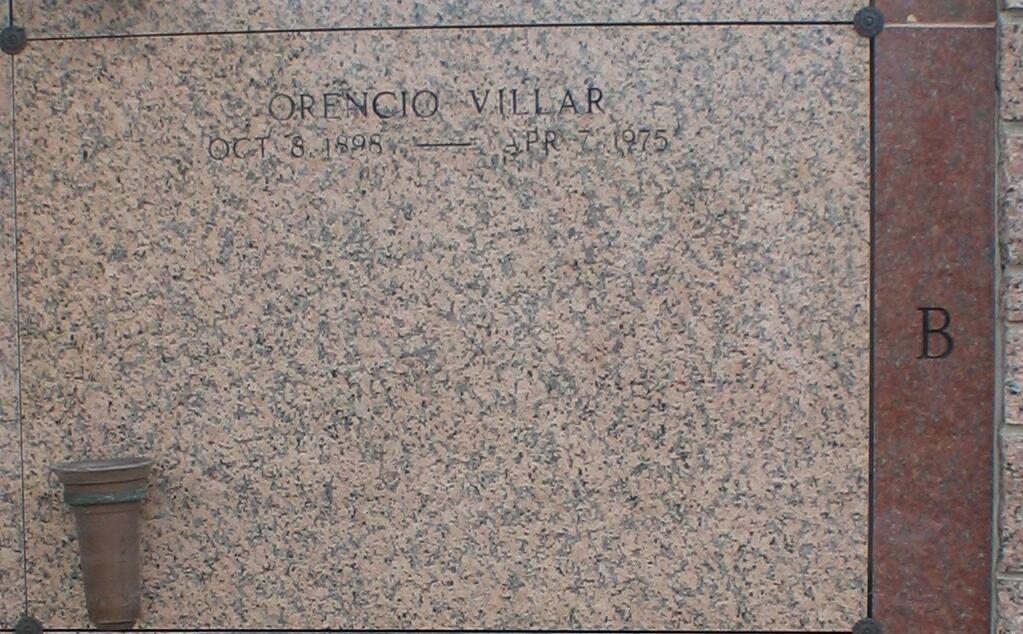 ORENCIO VILLAR
OCT 8, 1898 — APR 7, 1975
B